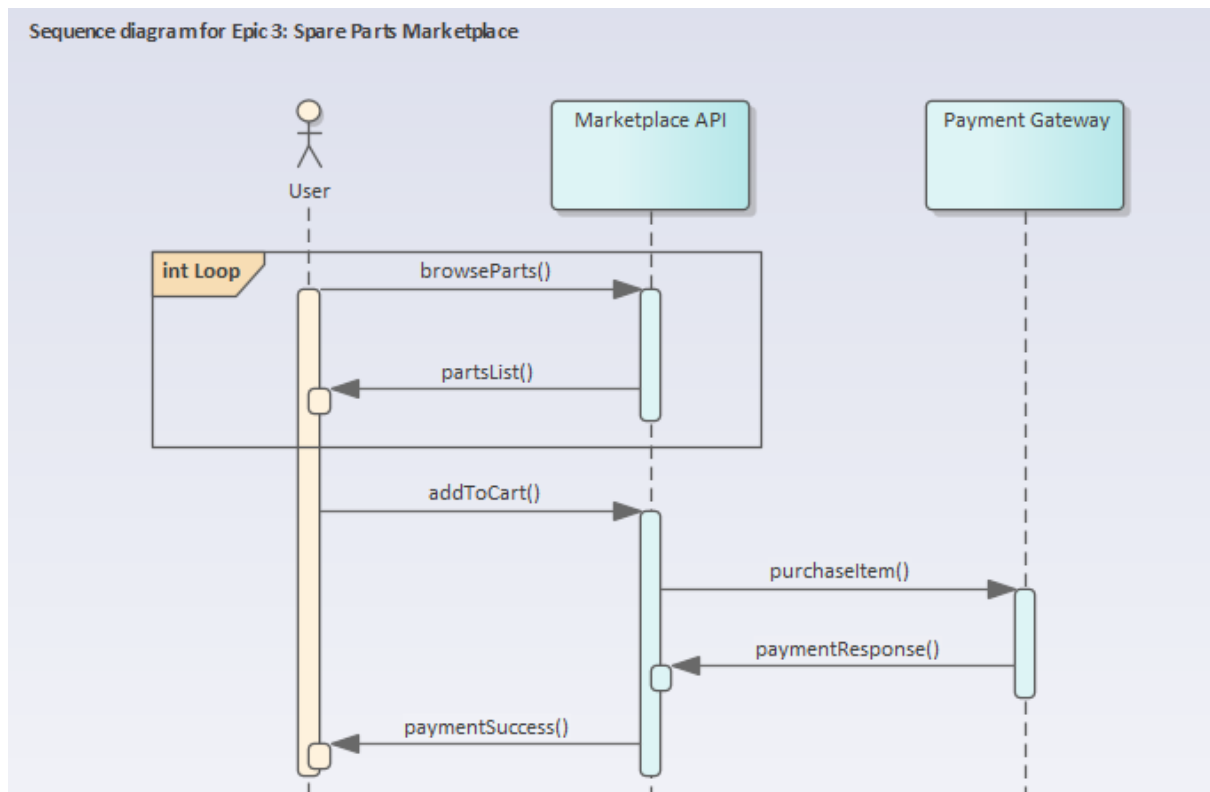 Sequence diagram for Epic 3: Spare Parts Marketplace
Marketplace API
Payment Gateway
User
int Loop
browseParts()
partsList()
addToCart()
purchaseItem()
paymentResponse()
paymentSuccess()